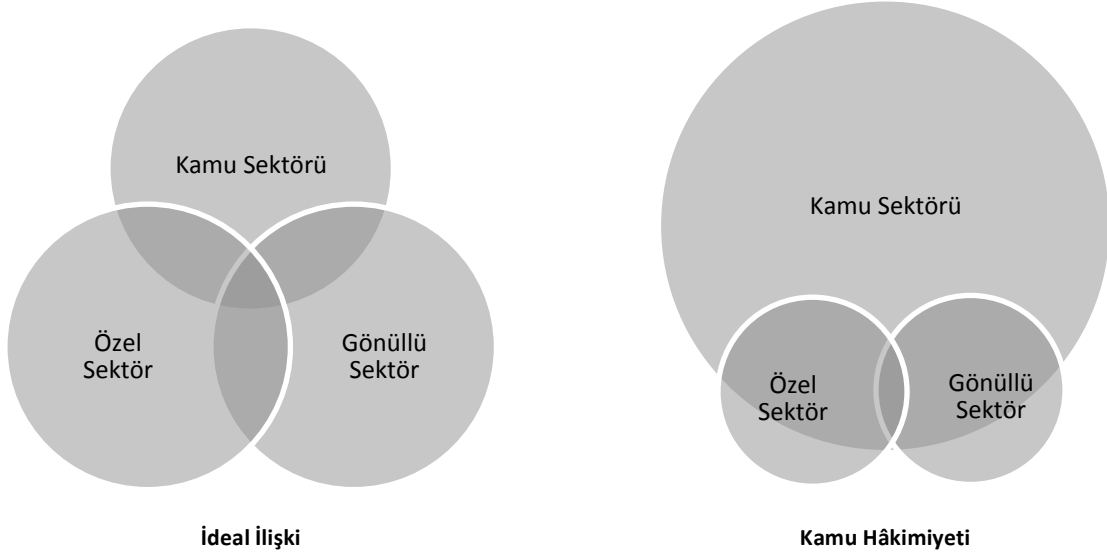 Kamu Sektörü
Özel
Sektör
Gönüllü
Sektör
İdeal İlişki
Kamu Sektörü
Özel
Sektör
Gönüllü
Sektör
Kamu Hâkimiyeti